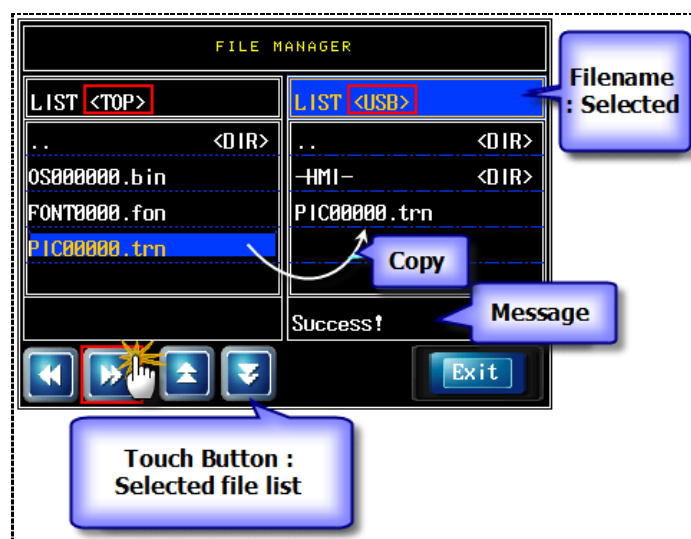 FILE MANAGER
Filename
: Selected
LIST <TOP>
LIST <USB>
.. <DIR>
.. <DIR>
OS000000.bin
-HMI- <DIR>
FONT0000.fon
PIC00000.trn
PIC00000.trn
Copy
Success!
Message
Exit
Touch Button :
Selected file list